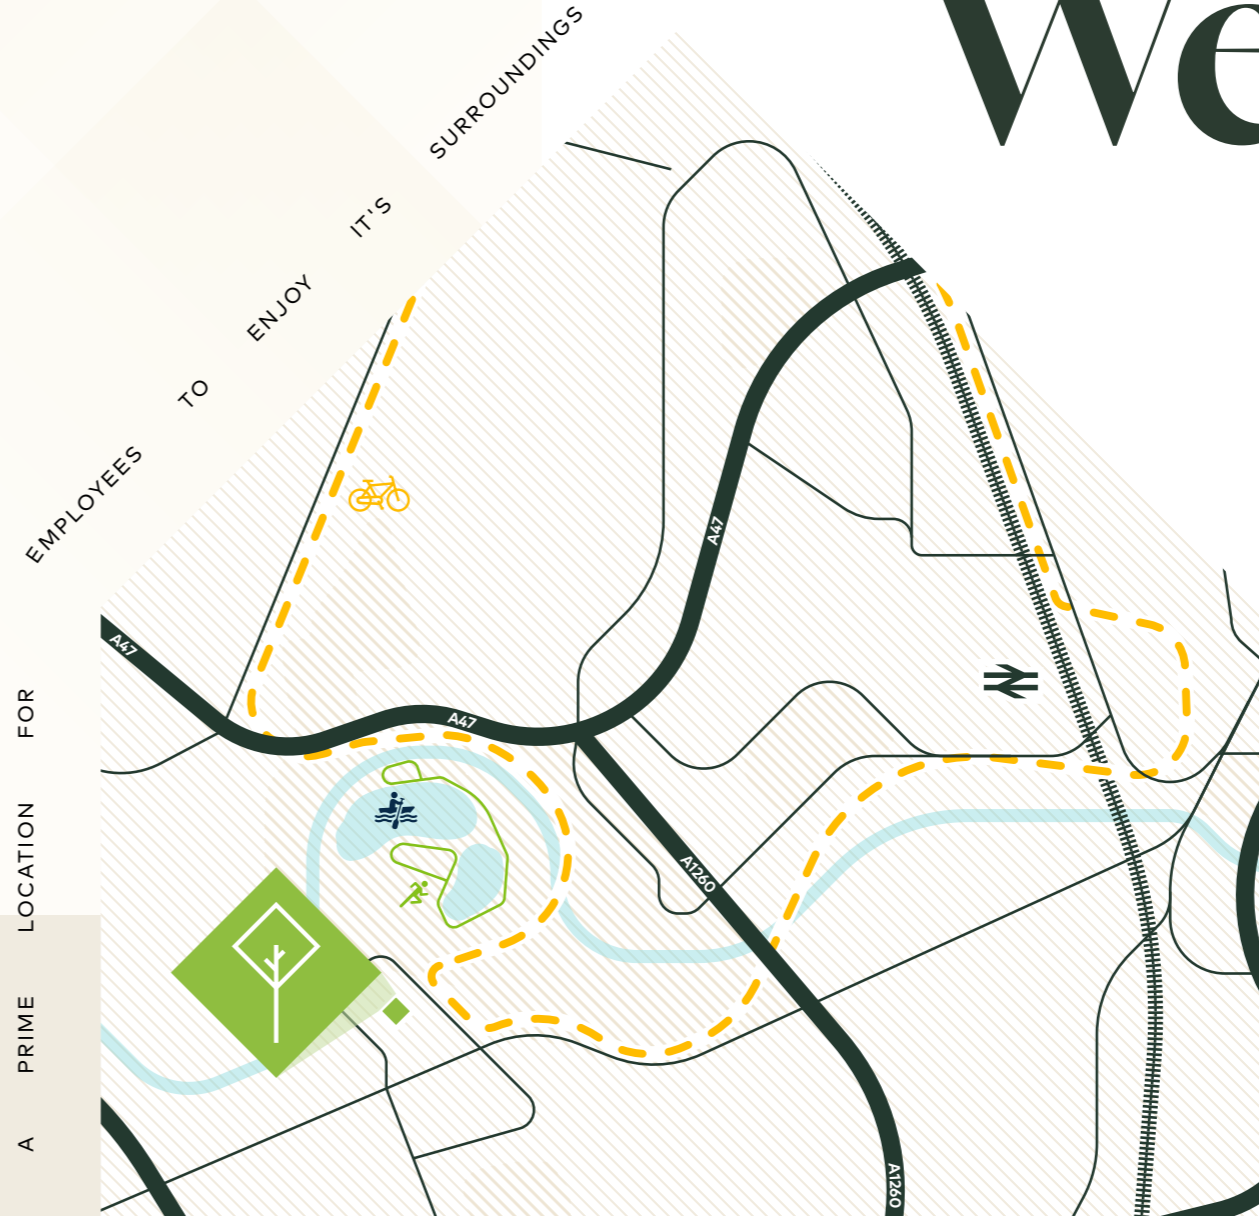 We
A PRIME LOCATION FOR
EMPLOYEES TO ENJOY IT'S SURROUNDINGS
A47
A47
A47
A1260
A1260